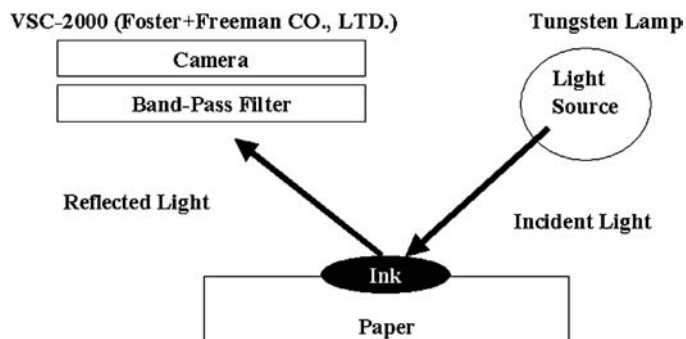 VSC-2000 (Foster+Freeman CO., LTD.)
Tungsten Lamp
Camera
Band-Pass Filter
Light
Source
Reflected Light
Incident Light
Ink
Paper